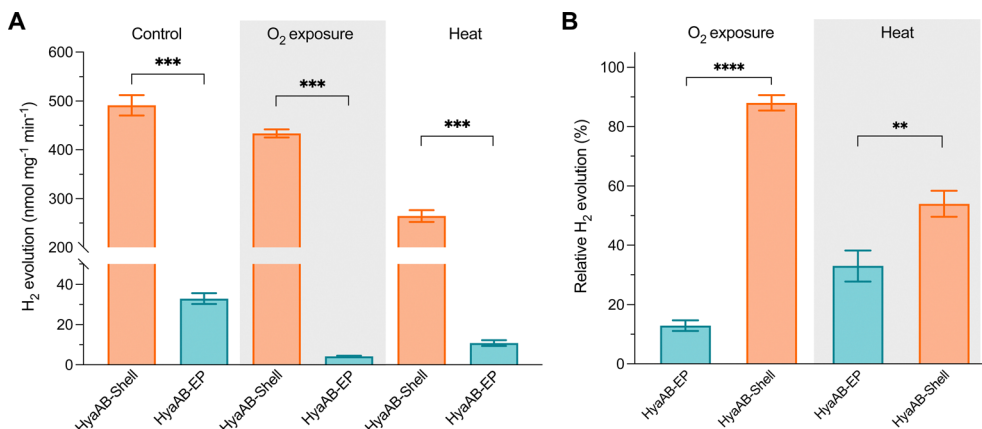 A
Control
O2 exposure
Heat
H2 evolution (nmol mg-1 min-1)
600
500
400
300
200
40
20
0
***
***
***
HyaAB-Shell
HyaAB-EP
HyaAB-Shell
HyaAB-EP
HyaAB-Shell
HyaAB-EP
B
O2 exposure
Heat
Relative H2 evolution (%)
100
80
60
40
20
0
****
**
HyaAB-EP
HyaAB-Shell
HyaAB-EP
HyaAB-Shell